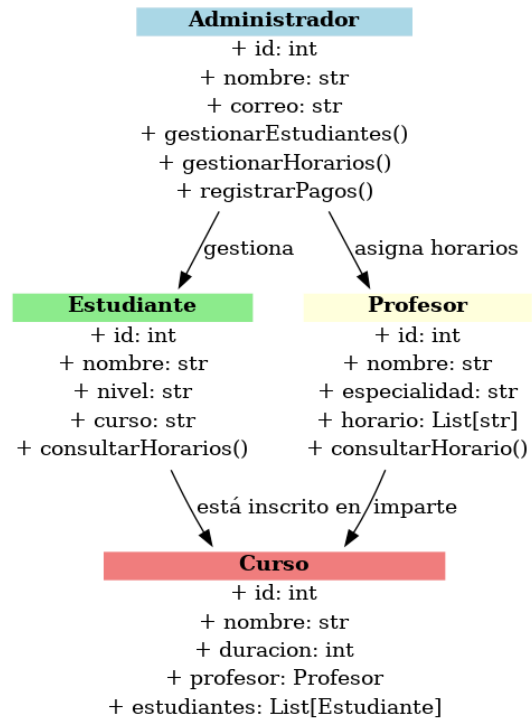 Administrador
+ id: int
+ nombre: str
+ correo: str
+ gestionarEstudiantes()
+ gestionarHorarios()
+ registrarPagos()
gestiona
asigna horarios
Estudiante
+ id: int
+ nombre: str
+ nivel: str
+ curso: str
+ consultarHorarios()
Profesor
+ id: int
+ nombre: str
+ especialidad: str
+ horario: List[str]
+ consultarHorario()
está inscrito en
imparte
Curso
+ id: int
+ nombre: str
+ duracion: int
+ profesor: Profesor
+ estudiantes: List[Estudiante]